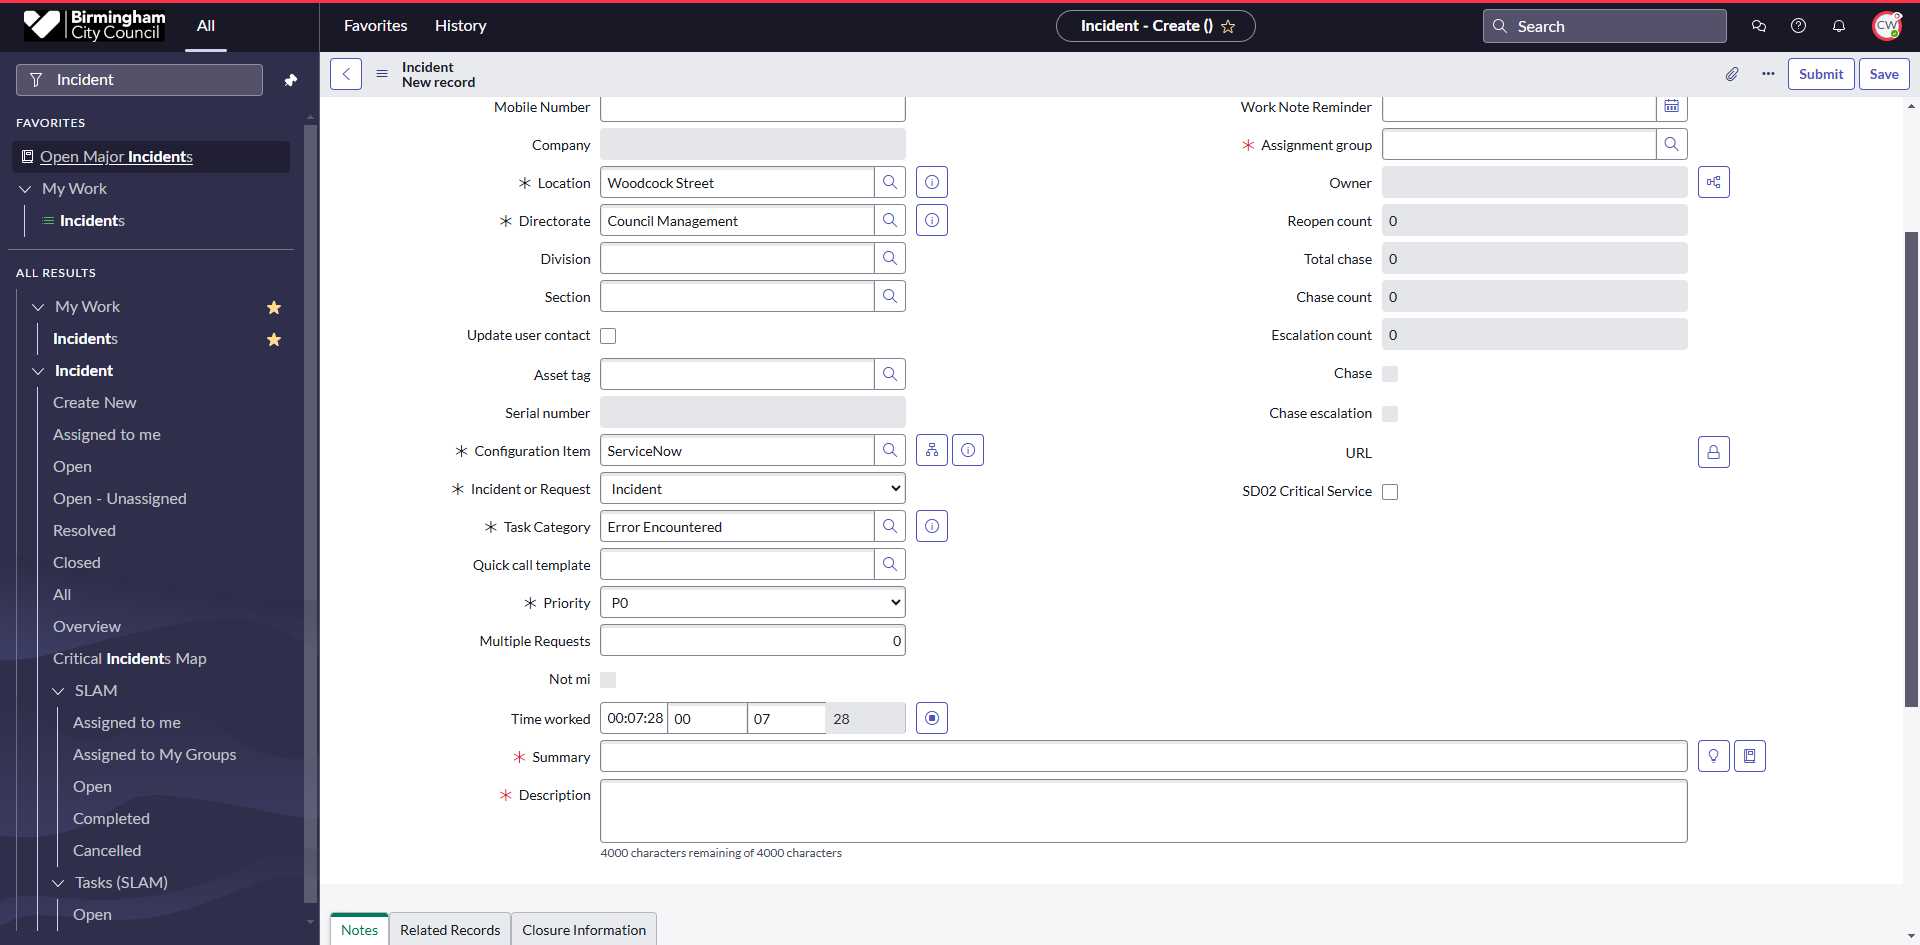 Birmingham
City Council
All
Favorites
History
Incident - Create ()
Search
CW
Incident
FAVORITES
Open Major Incidents
My Work
Incidents
ALL RESULTS
My Work
Incidents
Incident
Create New
Assigned to me
Open
Open - Unassigned
Resolved
Closed
All
Overview
Critical Incidents Map
SLAM
Assigned to me
Assigned to My Groups
Open
Completed
Cancelled
Tasks (SLAM)
Open
Incident
New record
Submit
Save
Mobile Number
Company
Location Woodcock Street
Directorate Council Management
Division
Section
Update user contact
Asset tag
Serial number
Configuration Item ServiceNow
Incident or Request Incident
Task Category Error Encountered
Quick call template
Priority P0
Multiple Requests 0
Not mi
Time worked 00:07:28 00 07 28
Work Note Reminder
Assignment group
Owner
Reopen count 0
Total chase 0
Chase count 0
Escalation count 0
Chase
Chase escalation
URL
SD02 Critical Service
Summary
Description
4000 characters remaining of 4000 characters
Notes
Related Records
Closure Information